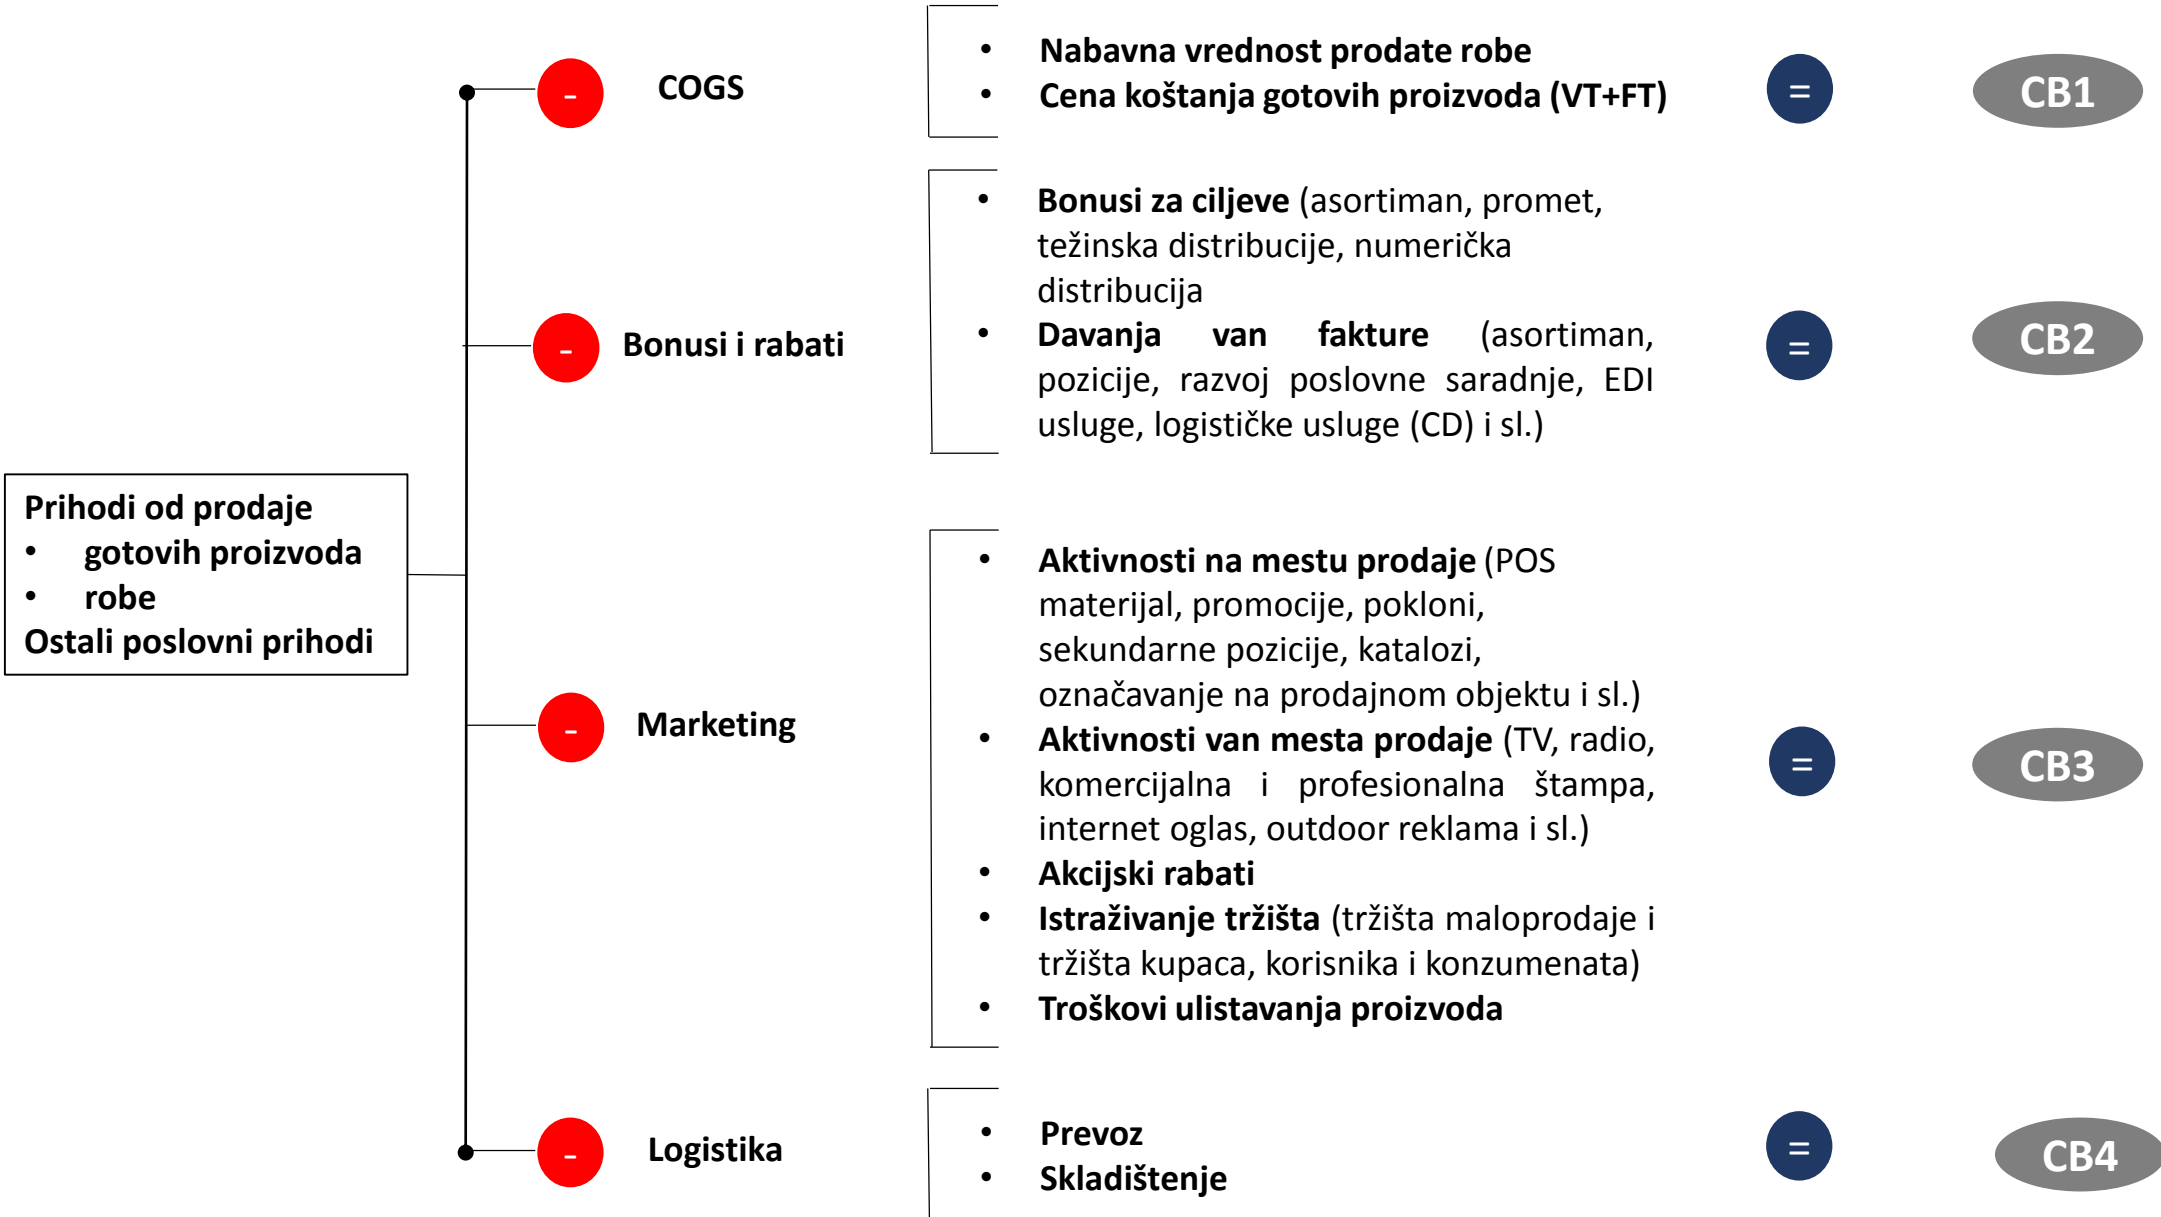 Prihodi od prodaje
• gotovih proizvoda
• robe
Ostali poslovni prihodi
-
COGS
• Nabavna vrednost prodate robe
• Cena koštanja gotovih proizvoda (VT+FT)
=
CB1
-
Bonusi i rabati
• Bonusi za ciljeve (asortiman, promet,
težinska distribucije, numerička
distribucija
• Davanja van fakture (asortiman,
pozicije, razvoj poslovne saradnje, EDI
usluge, logističke usluge (CD) i sl.)
=
CB2
-
Marketing
• Aktivnosti na mestu prodaje (POS
materijal, promocije, pokloni,
sekundarne pozicije, katalozi,
označavanje na prodajnom objektu i sl.)
• Aktivnosti van mesta prodaje (TV, radio,
komercijalna i profesionalna štampa,
internet oglas, outdoor reklama i sl.)
• Akcijski rabati
• Istraživanje tržišta (tržišta maloprodaje i
tržišta kupaca, korisnika i konzumenata)
• Troškovi ulistavanja proizvoda
=
CB3
-
Logistika
• Prevoz
• Skladištenje
=
CB4